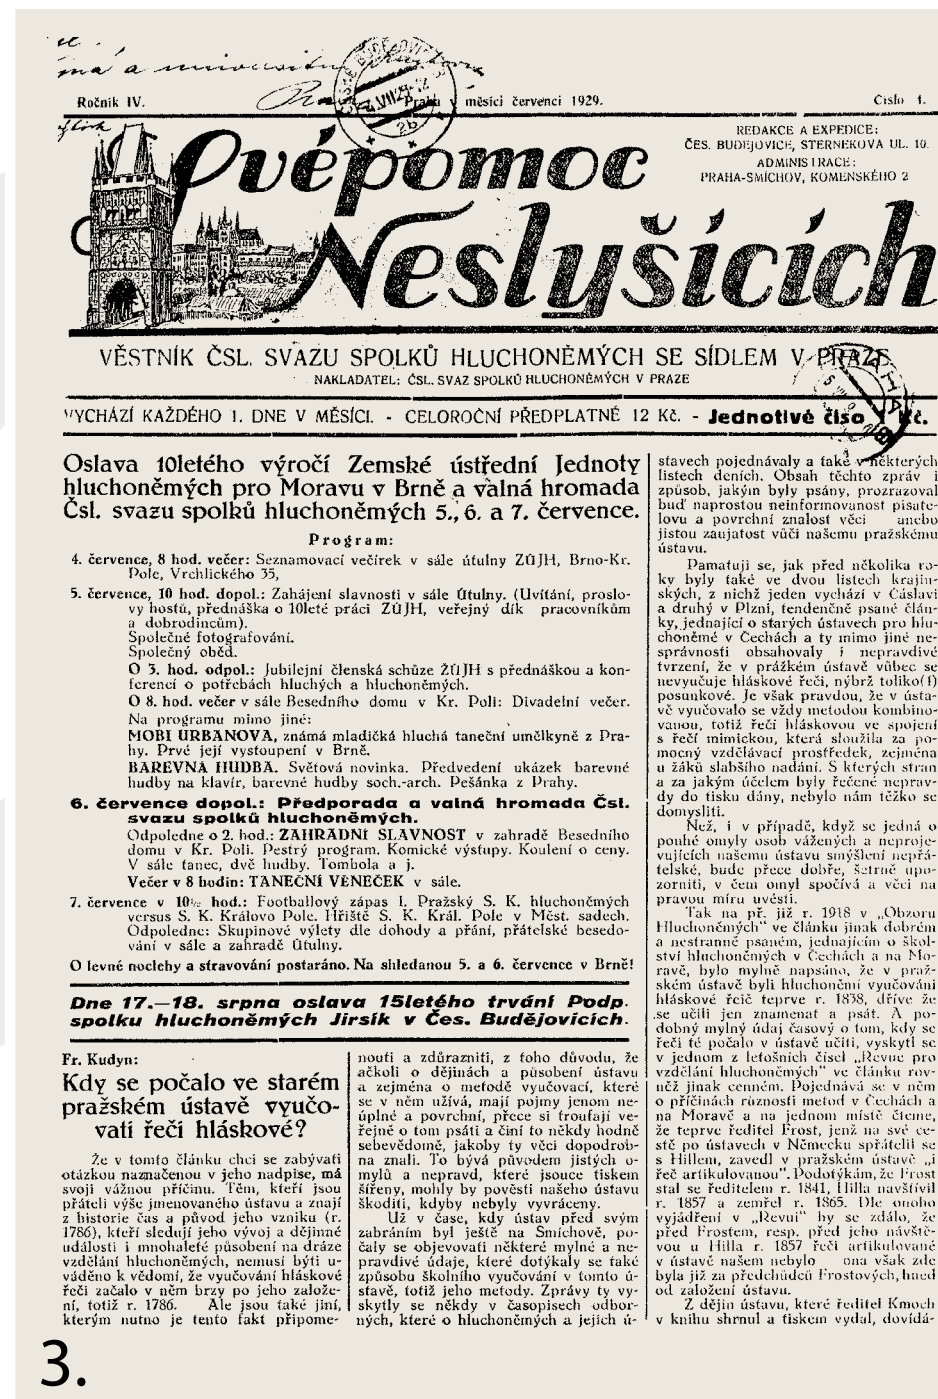 má a
Ročník IV.
měsíci červenci 1929.
Číslo 1.
REDAKCE A EXPEDICE:
ČES. BUDĚJOVICE, STERNEKOVA UL. 10.
ADMINISTRACE:
PRAHA-SMÍCHOV, KOMENSKÉHO 2
Svépomoc
Neslyšících
VĚSTNÍK ČSL. SVAZU SPOLKŮ HLUCHONĚMÝCH SE SÍDLEM V PRAZE
NAKLADATEL: ČSL. SVAZ SPOLKŮ HLUCHONĚMÝCH V PRAZE
VYCHÁZÍ KAŽDÉHO 1. DNE V MĚSÍCI. - CELOROČNÍ PŘEDPLATNÉ 12 Kč. - Jednotlivé číso Kč.
Oslava 10letého výročí Zemské ústřední Jednoty
hluchoněmých pro Moravu v Brně a valná hromada
Čsl. svazu spolků hluchoněmých 5., 6. a 7. července.
Program:
4. července, 8 hod. večer: Seznamovací večírek v sále útulny ZÚJH, Brno-Kr.
Pole, Vrchlického 35,
5. července, 10 hod. dopol.: Zahájení slavnosti v sále Útulny. (Uvítání, proslo-
vy hostů, přednáška o 10leté práci ZÚJH, veřejný dík pracovníkům
a dobrodincům).
Společné fotografování.
Společný oběd.
O 3. hod. odpol.: Jubilejní členská schůze ZÚJH s přednáškou a kon-
ferencí o potřebách hluchých a hluchoněmých.
O 8. hod. večer v sále Besedního domu v Kr. Poli: Divadelní večer.
Na programu mimo jiné:
MOBI URBANOVA, známá mladičká hluchá taneční umělkyně z Pra-
hy. Prvé její vystoupení v Brně.
BAREVNÁ HUDBA. Světová novinka. Předvedení ukázek barevné
hudby na klavír, barevné hudby soch.-arch. Pešánka z Prahy.
6. července dopol.: Předporada a valná hromada Čsl.
svazu spolků hluchoněmých.
Odpoledne o 2. hod.: ZAHRADNÍ SLAVNOST v zahradě Besedního
domu v Kr. Poli. Pestrý program. Komické výstupy. Koulení o ceny.
V sále tanec, dvě hudby. Tombola a j.
Večer v 8 hodin: TANEČNÍ VĚNEČEK v sále.
7. července v 10½ hod.: Footballový zápas I. Pražský S. K. hluchoněmých
versus S. K. Královo Pole. Hřiště S. K. Král. Pole v Měst. sadech.
Odpoledne: Skupinové výlety dle dohody a přání, přátelské besedo-
vání v sále a zahradě Útulny.
O levné noclehy a stravování postaráno. Na shledanou 5. a 6. července v Brně!
Dne 17.—18. srpna oslava 15letého trvání Podp.
spolku hluchoněmých Jirsík v Čes. Budějovicích.
Fr. Kudyn:
Kdy se počalo ve starém
pražském ústavě vyučo-
vati řeči hláskové?
Že v tomto článku chci se zabývati
otázkou naznačenou v jeho nadpise, má
svoji vážnou příčinu. Těm, kteří jsou
přáteli výše jmenovaného ústavu a znají
z historie čas a původ jeho vzniku (r.
1786), kteří sledují jeho vývoj a dějinné
události i mnohaleté působení na dráze
vzdělání hluchoněmých, nemusí býti u-
váděno k vědomí, že vyučování hláskové
řeči začalo v něm brzy po jeho založe-
ní, totiž r. 1786. Ale jsou také jiní,
kterým nutno je tento fakt připome-
nouti a zdůrazniti, z toho důvodu, že
ačkoli o dějinách a působení ústavu
a zejména o metodě vyučovací, které
se v něm užívá, mají pojmy jenom ne-
úplné a povrchní, přece si troufají ve-
řejně o tom psáti a činí to někdy hodně
sebevědomě, jakoby ty věci dopodrob-
na znali. To bývá původem jistých o-
mylů a nepravd, které jsouce tiskem
šířeny, mohly by pověsti našeho ústavu
škoditi, kdyby nebyly vyvráceny.
Už v čase, kdy ústav před svým
zabráním byl ještě na Smíchově, po-
čaly se objevovati některé mylné a ne-
pravdivé údaje, které dotýkaly se také
způsobu školního vyučování v tomto ú-
stavě, totiž jeho metody. Zprávy ty vy-
skytly se někdy v časopisech odbor-
ných, které o hluchoněmých a jejich ú-
stavech pojednávaly a také v některých
listech deních. Obsah těchto zpráv i
způsob, jakým byly psány, prozrazoval
buď naprostou neinformovanost pisate-
lovu a povrchní znalost věci anebo
jistou zaujatost vůči našemu pražskému
ústavu.
Pamatuji se, jak před několika ro-
ky byly také ve dvou listech krajin-
ských, z nichž jeden vychází v Čáslavi
a druhý v Plzni, tendenčně psané člán-
ky, jednající o starých ústavech pro hlu-
choněmé v Čechách a ty mimo jiné ne-
správnosti obsahovaly i nepravdivé
tvrzení, že v prážkém ústavě vůbec se
nevyučuje hláskové řeči, nýbrž toliko(!)
posunkové. Je však pravdou, že v ústa-
vě vyučovalo se vždy metodou kombino-
vanou, totiž řečí hláskovou ve spojení
s řečí mimickou, která sloužila za po-
mocný vzdělávací prostředek, zejména
u žáků slabšího nadání. S kterých stran
a za jakým účelem byly řečené neprav-
dy do tisku dány, nebylo nám těžko se
domysliti.
Než, i v případě, když se jedná o
pouhé omyly osob vážených a neproje-
vujících našemu ústavu smýšlení nepřá-
telské, bude přece dobře, šetrně upo-
zorniti, v čem omyl spočívá a věci na
pravou míru uvésti.
Tak na př. již r. 1918 v „Obzoru
Hluchoněmých“ ve článku jinak dobrém
a nestranně psaném, jednajícím o škol-
ství hluchoněmých v Čechách a na Mo-
ravě, bylo mylně napsáno, že v praž-
ském ústavě byli hluchoněmí vyučováni
hláskové řeič teprve r. 1838, dříve že
se učili jen znamenat a psát. A po-
dobný mylný údaj časový o tom, kdy se
řeči té počalo v ústavě učiti, vyskytl se
v jednom z letošních čísel „Revue pro
vzdělání hluchoněmých“ ve článku rov-
něž jinak cenném. Pojednává se v něm
o příčinách různosti metod v Čechách a
na Moravě a na jednom místě čteme,
že teprve ředitel Frost, jenž na své ce-
stě po ústavech v Německu spřátelil se
s Hillem, zavedl v pražském ústavě „i
řeč artikulovanou“. Podotýkám, že Frost
stal se ředitelem r. 1841, Hilla navštívil
r. 1857 a zemřel r. 1865. Dle onoho
vyjádření v „Revui“ by se zdálo, že
před Frostem, resp. před jeho návště-
vou u Hilla r. 1857 řeči artikulované
v ústavě našem nebylo ona však zde
byla již za předchůdců Frostových, hned
od založení ústavu.
Z dějin ústavu, které ředitel Kmoch
v knihu shrnul a tiskem vydal, dovídá-
3.